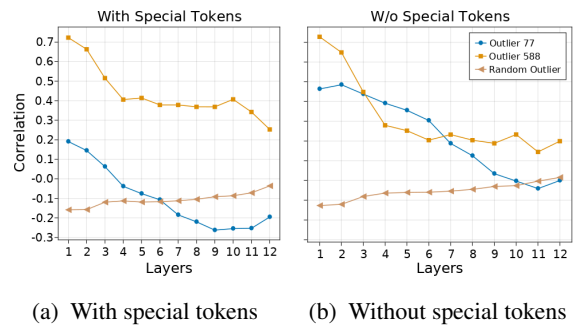 With Special Tokens
0.7
0.6
0.5
0.4
0.3
0.2
0.1
-0.0
-0.1
-0.2
-0.3
Correlation
1 2 3 4 5 6 7 8 9 10 11 12
Layers
W/o Special Tokens
Outlier 77
Outlier 588
Random Outlier
1 2 3 4 5 6 7 8 9 10 11 12
Layers
(a) With special tokens
(b) Without special tokens